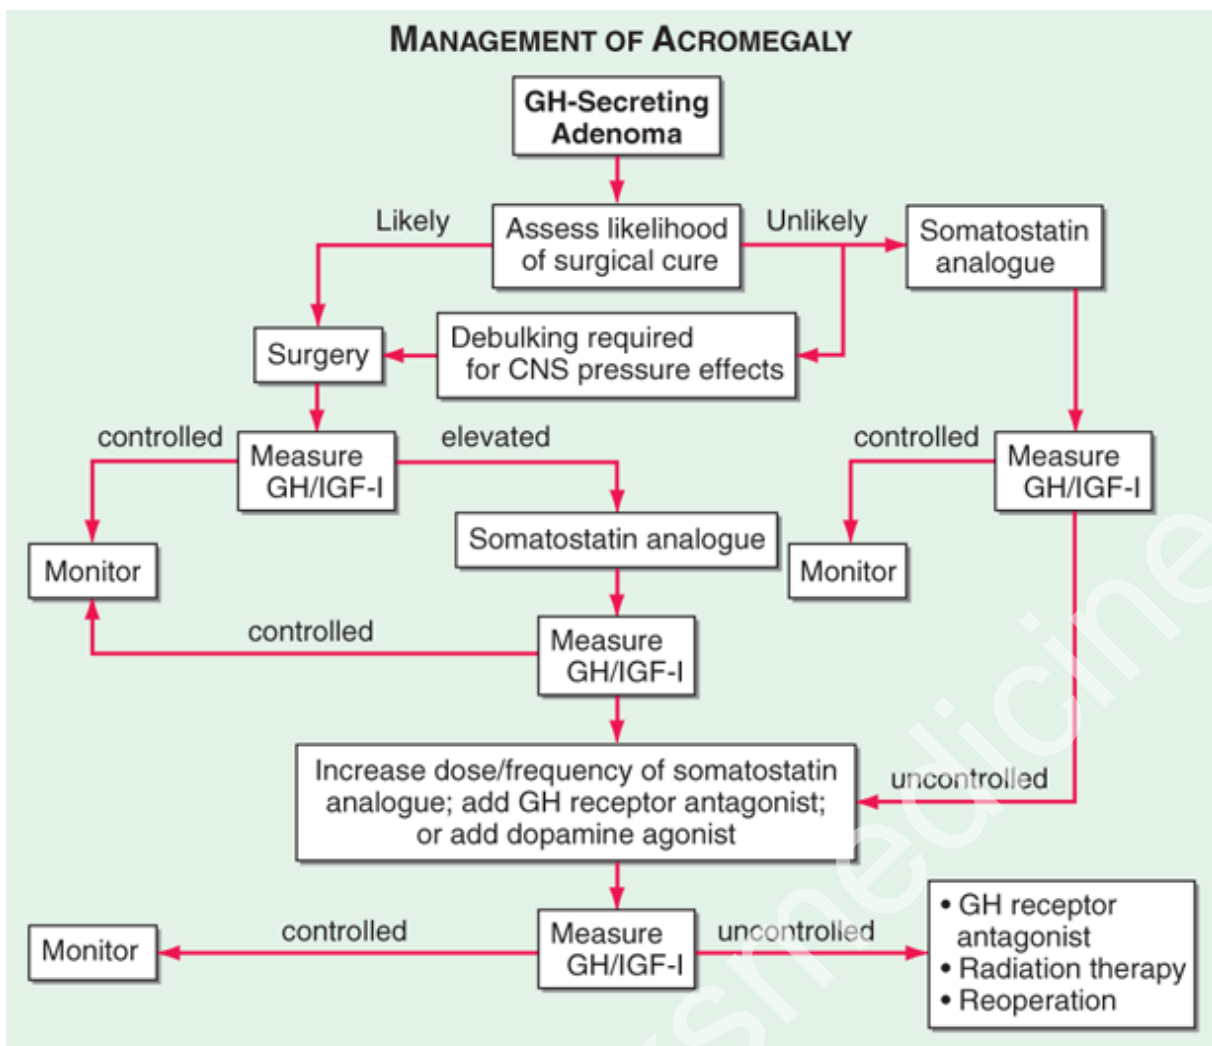 MANAGEMENT OF ACROMEGALY
GH-Secreting
Adenoma
Likely
Assess likelihood
of surgical cure
Unlikely
Somatostatin
analogue
Surgery
Debulking required
for CNS pressure effects
controlled
Measure
GH/IGF-I
elevated
controlled
Measure
GH/IGF-I
Monitor
Somatostatin analogue
Monitor
controlled
Measure
GH/IGF-I
Increase dose/frequency of somatostatin
analogue; add GH receptor antagonist;
or add dopamine agonist
uncontrolled
Monitor
controlled
Measure
GH/IGF-I
uncontrolled
• GH receptor
antagonist
• Radiation therapy
• Reoperation